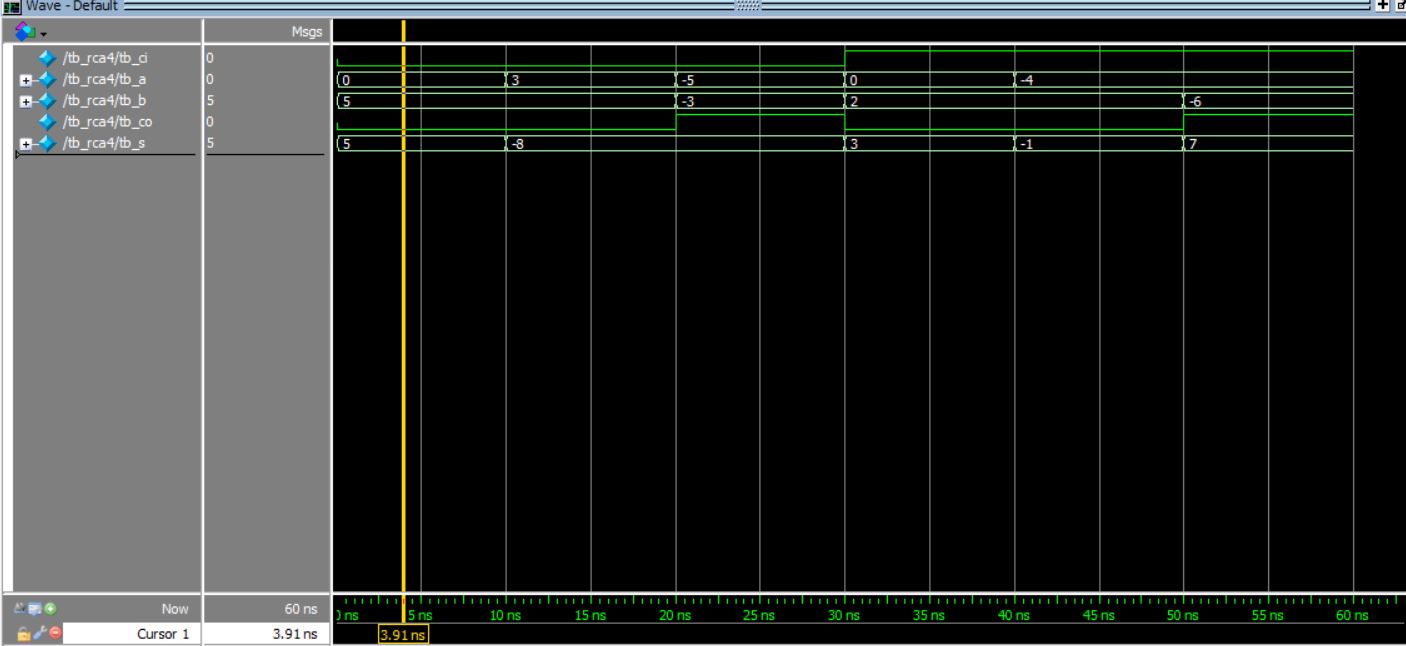 Wave - Default
Msgs
/tb_rca4/tb_ci 0
/tb_rca4/tb_a 0 0 3 -5 0 -4
/tb_rca4/tb_b 5 5 -3 2 -6
/tb_rca4/tb_co 0
/tb_rca4/tb_s 5 5 -8 3 -1 7
Now 60 ns ns 5 ns 10 ns 15 ns 20 ns 25 ns 30 ns 35 ns 40 ns 45 ns 50 ns 55 ns 60 ns
Cursor 1 3.91 ns 3.91 ns